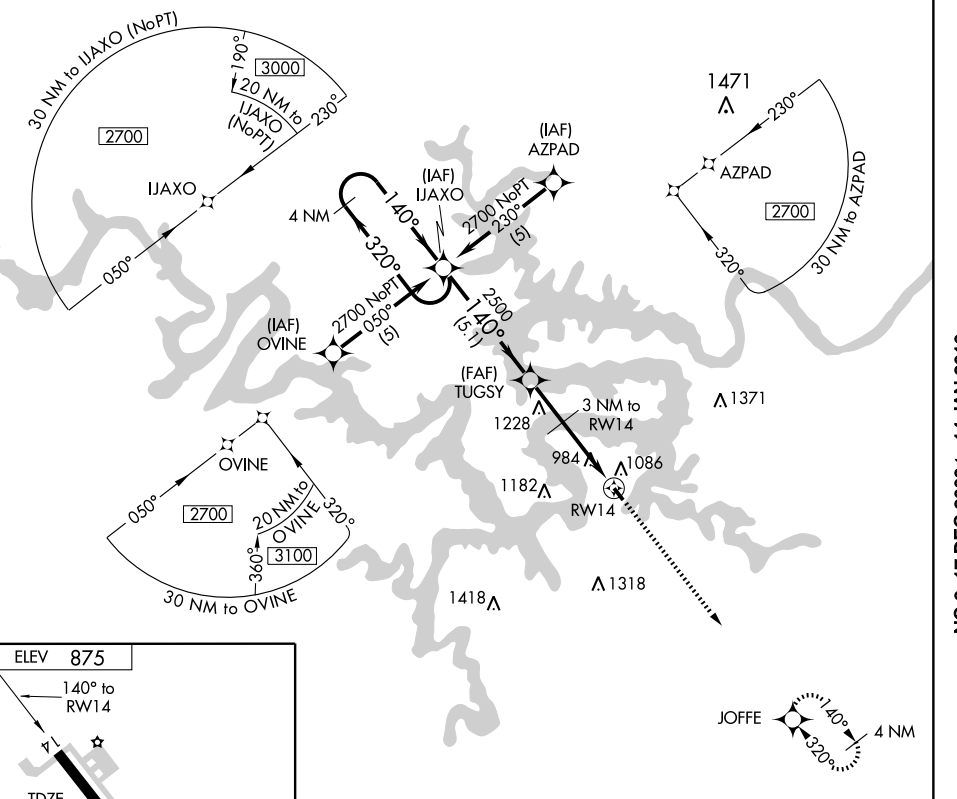 30 NM to IJAXO (NoPT)
190°
3000
20 NM to
IJAXO
(NoPT)
230°
2700
IJAXO
050°
1471
230°
AZPAD
2700
30 NM to AZPAD
320°
(IAF)
AZPAD
(IAF)
IJAXO
4 NM
140°
320°
2700 NoPT
230°
(5)
2700 NoPT
050°
(5)
(IAF)
OVINE
2500
140°
(5.1)
(FAF)
TUGSY
1228
3 NM to
RW14
1371
984
1086
1182
RW14
OVINE
050°
2700
20 NM to
OVINE
320°
360°
3100
30 NM to OVINE
1418
1318
ELEV 875
140° to
RW14
14
TDZE
JOFFE
140°
320°
4 NM